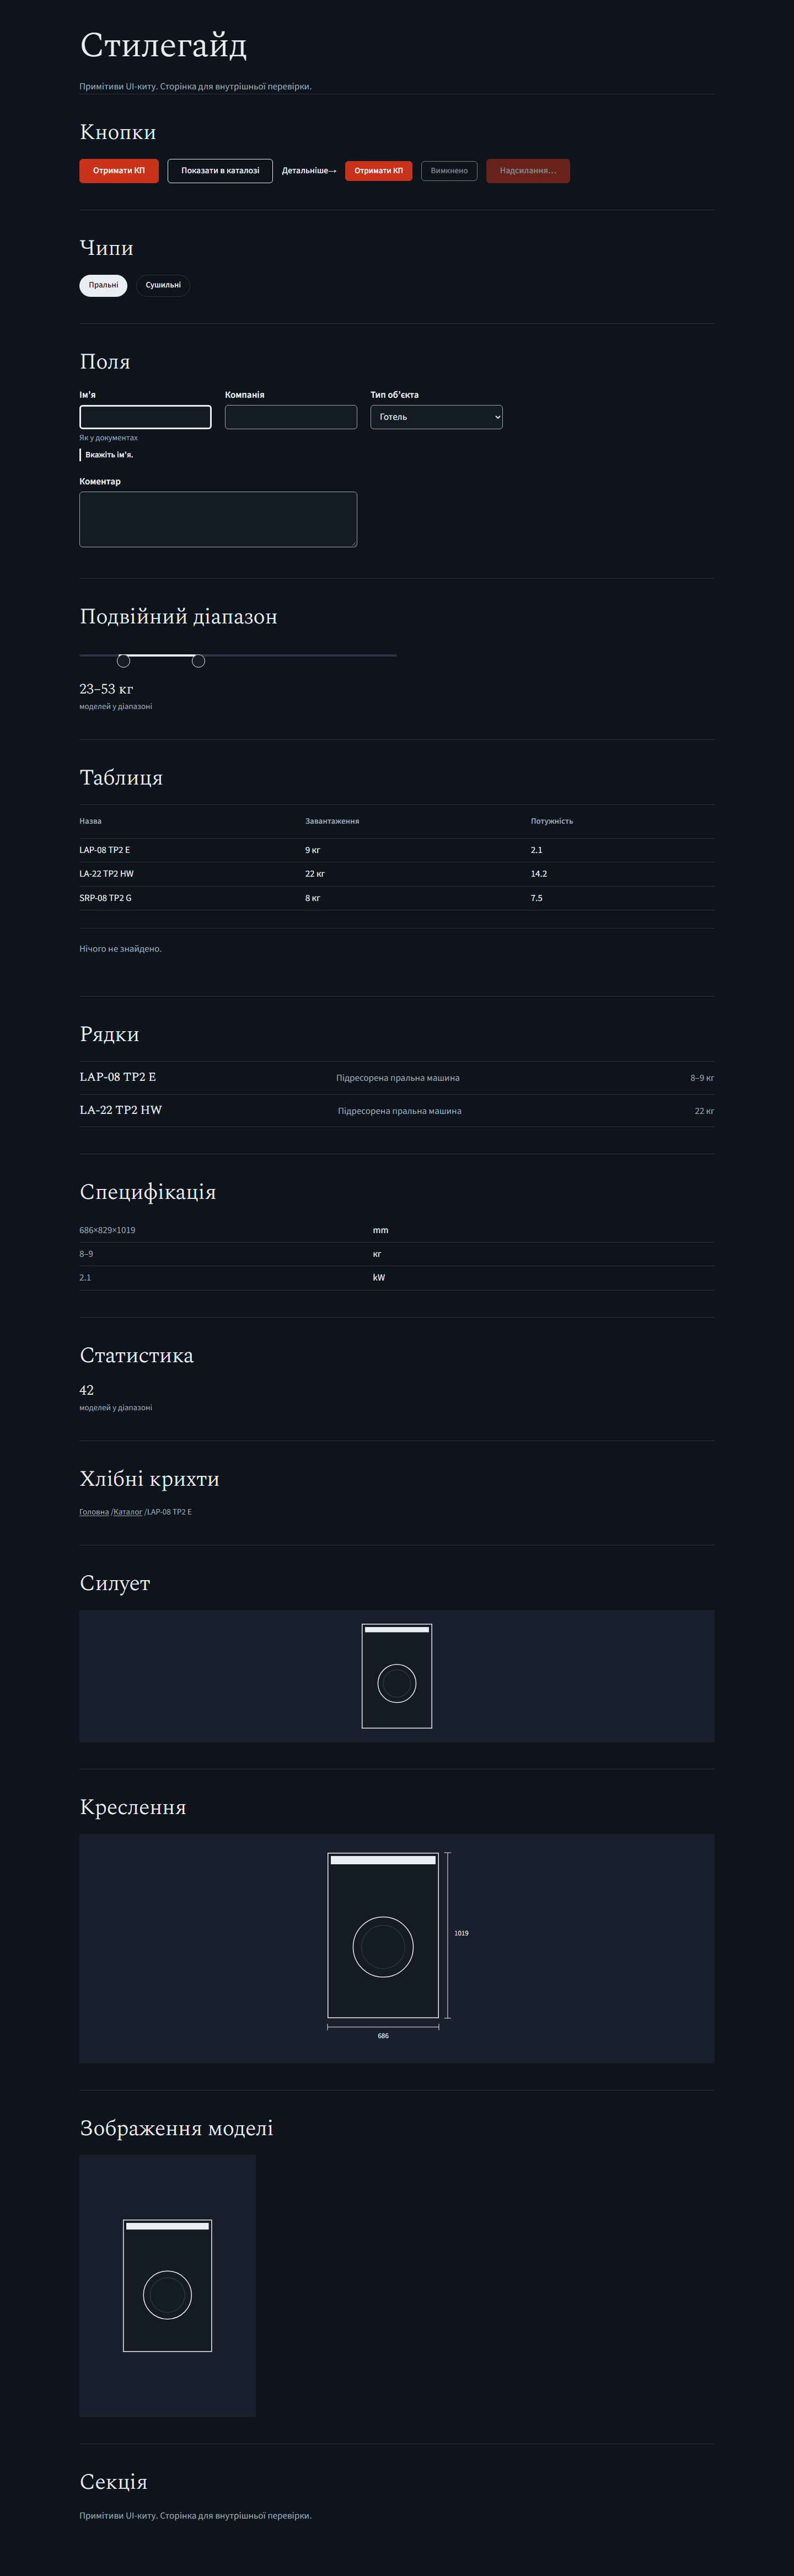 Стилегайд
Примітиви UI-киту. Сторінка для внутрішньої перевірки.
Кнопки
Отримати КП Показати в каталозі Детальніше→ Отримати КП Вимкнено Надсилання…
Чипи
Пральні Сушильні
Поля
Ім'я Компанія Тип об'єкта
Готель
Як у документах
Вкажіть ім'я.
Коментар
Подвійний діапазон
23–53 кг
моделей у діапазоні
Таблиця
Назва Завантаження Потужність
LAP-08 TP2 E 9 кг 2.1
LA-22 TP2 HW 22 кг 14.2
SRP-08 TP2 G 8 кг 7.5
Нічого не знайдено.
Рядки
LAP-08 TP2 E Підресорена пральна машина 8–9 кг
LA-22 TP2 HW Підресорена пральна машина 22 кг
Специфікація
686×829×1019 mm
8–9 кг
2.1 kW
Статистика
42
моделей у діапазоні
Хлібні крихти
Головна /Каталог /LAP-08 TP2 E
Силует
Креслення
1019
686
Зображення моделі
Секція
Примітиви UI-киту. Сторінка для внутрішньої перевірки.